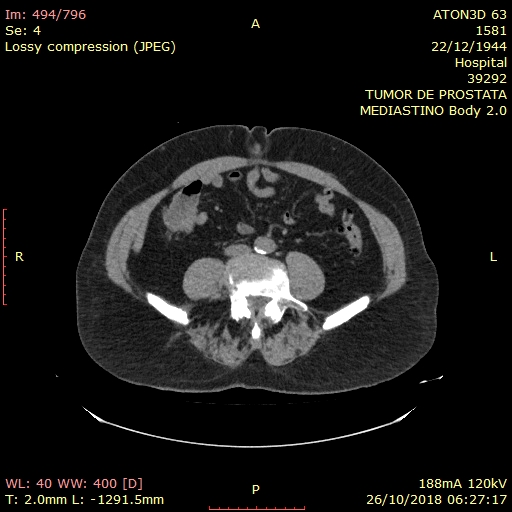 Im: 494/796
Se: 4
Lossy compression (JPEG)
A
ATON3D 63
1581
22/12/1944
Hospital
39292
TUMOR DE PROSTATA
MEDIASTINO Body 2.0
R
L
WL: 40 WW: 400 [D]
T: 2.0mm L: -1291.5mm
P
188mA 120kV
26/10/2018 06:27:17